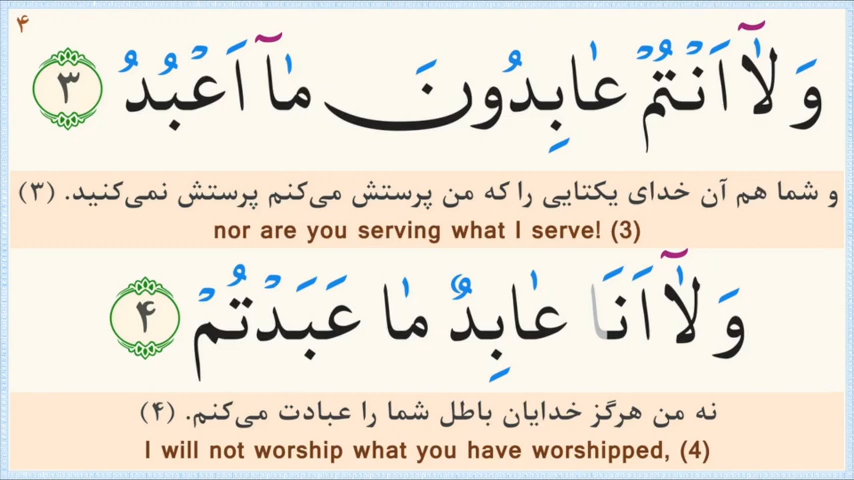 ۴
وَ لٰٓا اَنْتُمْ عٰابِدُونَ مٰآ اَعْبُدُ ۳
و شما هم آن خدای یکتایی را که من پرستش می‌کنم پرستش نمی‌کنید. (۳)
nor are you serving what I serve! (3)
وَ لٰٓا اَنَا عٰابِدٌ مٰا عَبَدْتُمْ ۴
نه من هرگز خدایان باطل شما را عبادت می‌کنم. (۴)
I will not worship what you have worshipped, (4)